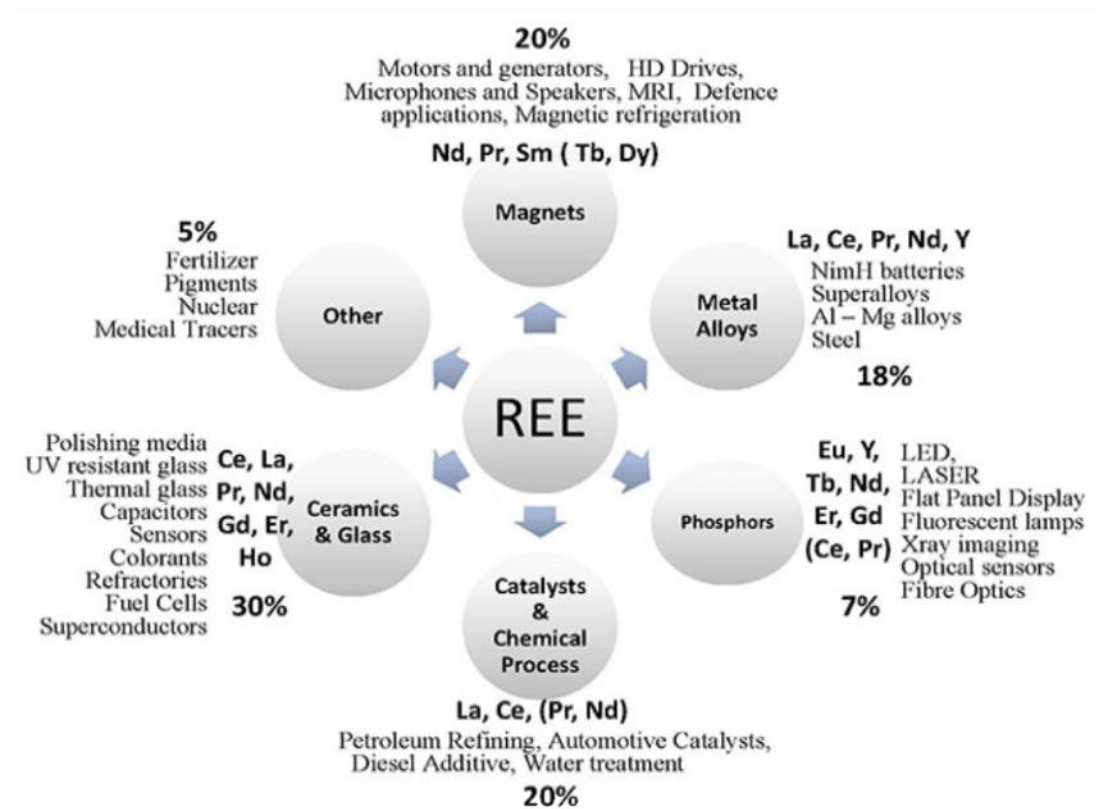 20%
Motors and generators, HD Drives,
Microphones and Speakers, MRI, Defence
applications, Magnetic refrigeration
Nd, Pr, Sm ( Tb, Dy)
Magnets
5%
Fertilizer
Pigments
Nuclear
Medical Tracers
Other
La, Ce, Pr, Nd, Y
NimH batteries
Superalloys
Al – Mg alloys
Steel
18%
Metal
Alloys
REE
Polishing media
UV resistant glass
Thermal glass
Capacitors
Sensors
Colorants
Refractories
Fuel Cells
Superconductors
Ce, La,
Pr, Nd,
Gd, Er,
Ho
30%
Ceramics
& Glass
Phosphors
Eu, Y,
Tb, Nd,
Er, Gd
(Ce, Pr)
7%
LED,
LASER
Flat Panel Display
Fluorescent lamps
Xray imaging
Optical sensors
Fibre Optics
Catalysts
&
Chemical
Process
La, Ce, (Pr, Nd)
Petroleum Refining, Automotive Catalysts,
Diesel Additive, Water treatment
20%